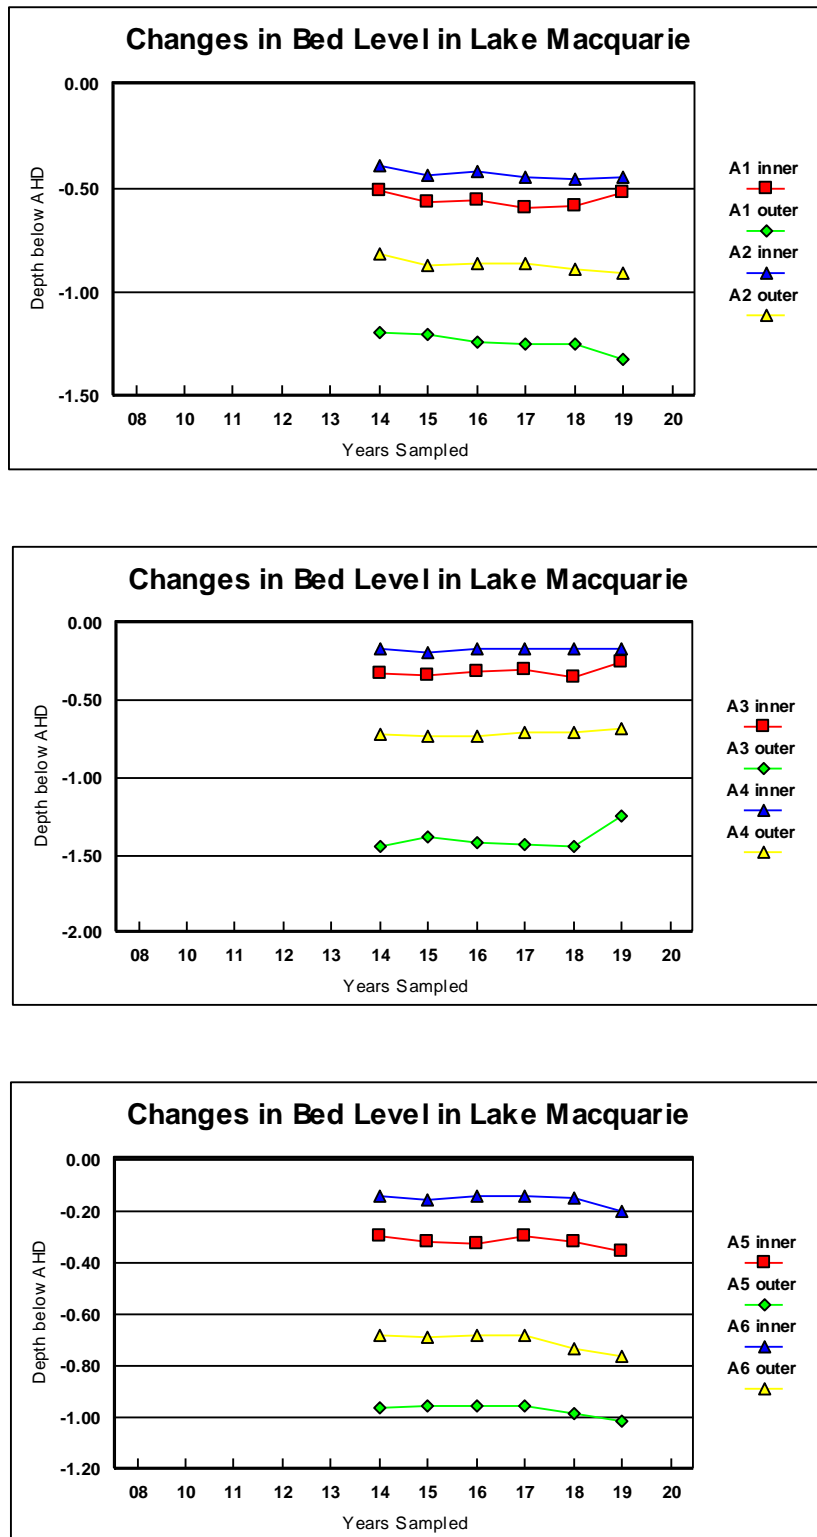 Changes in Bed Level in Lake Macquarie
0.00
-0.50
-1.00
-1.50
Depth below AHD
08 10 11 12 13 14 15 16 17 18 19 20
Years Sampled
A1 inner
A1 outer
A2 inner
A2 outer
Changes in Bed Level in Lake Macquarie
0.00
-0.50
-1.00
-1.50
-2.00
Depth below AHD
08 10 11 12 13 14 15 16 17 18 19 20
Years Sampled
A3 inner
A3 outer
A4 inner
A4 outer
Changes in Bed Level in Lake Macquarie
0.00
-0.20
-0.40
-0.60
-0.80
-1.00
-1.20
Depth below AHD
08 10 11 12 13 14 15 16 17 18 19 20
Years Sampled
A5 inner
A5 outer
A6 inner
A6 outer